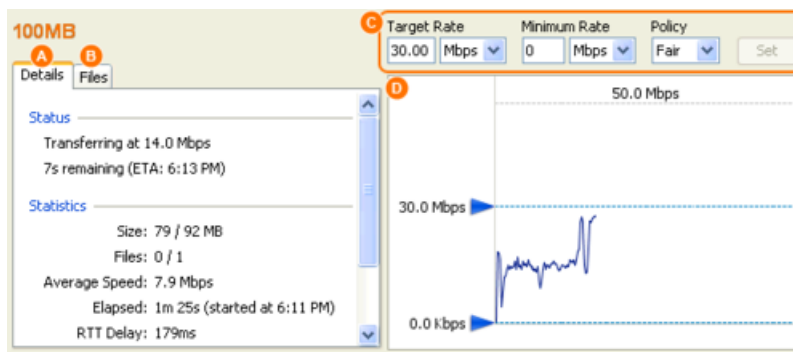 100MB
A B
Details Files
Status
Transferring at 14.0 Mbps
7s remaining (ETA: 6:13 PM)
Statistics
Size: 79 / 92 MB
Files: 0 / 1
Average Speed: 7.9 Mbps
Elapsed: 1m 25s (started at 6:11 PM)
RTT Delay: 179ms
C
Target Rate Minimum Rate Policy
30.00 Mbps 0 Mbps Fair Set
D
50.0 Mbps
30.0 Mbps
0.0 Kbps